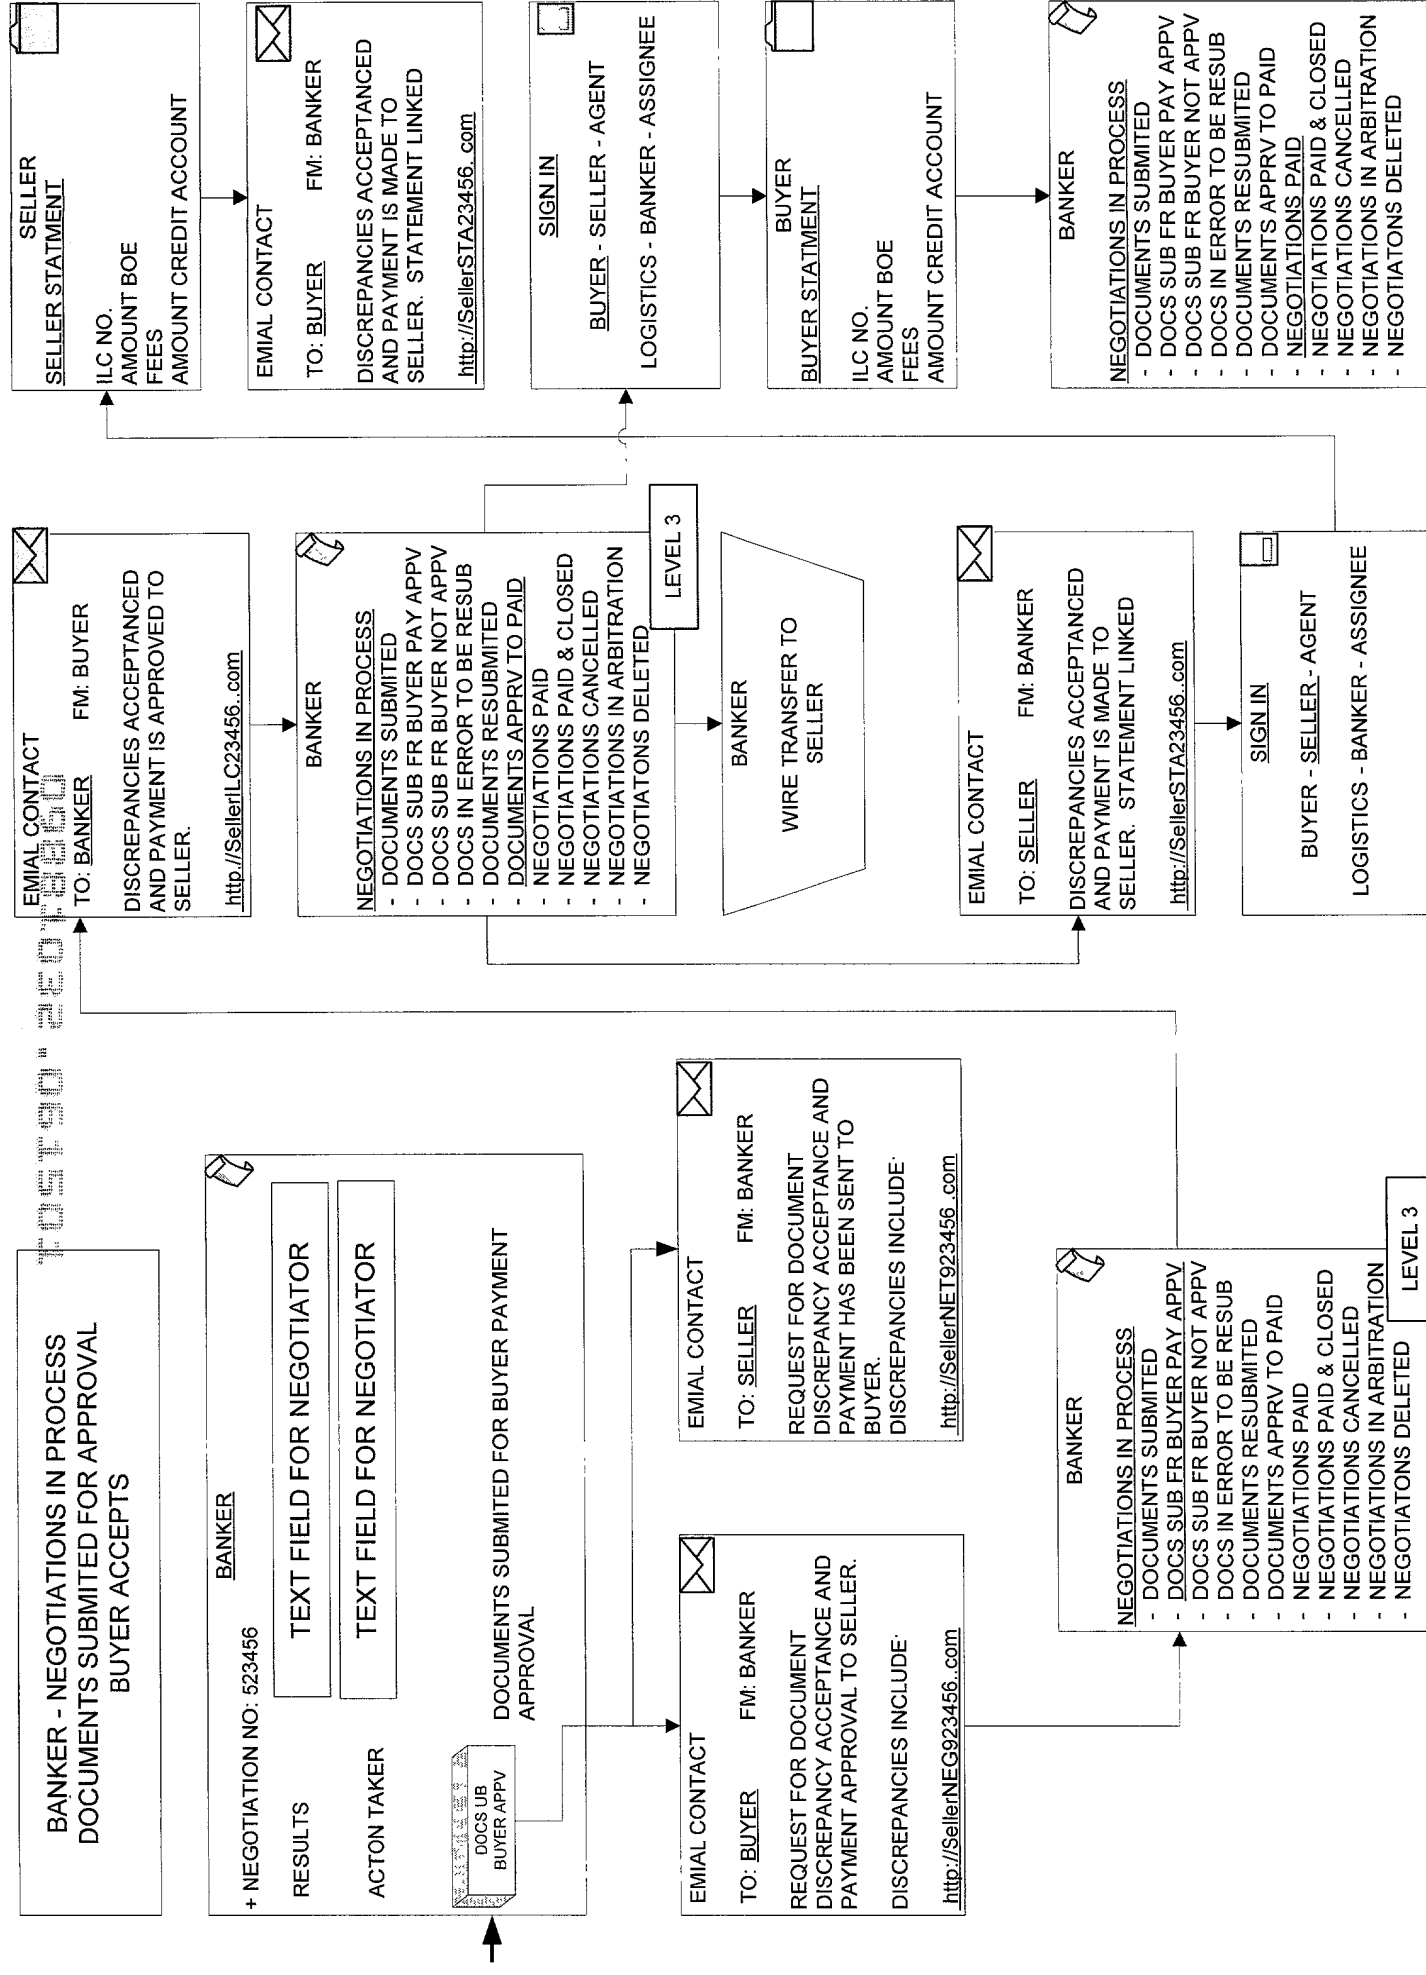 BANKER - NEGOTIATIONS IN PROCESS
DOCUMENTS SUBMITED FOR APPROVAL
BUYER ACCEPTS
BANKER
+ NEGOTIATION NO: 523456
RESULTS
TEXT FIELD FOR NEGOTIATOR
ACTON TAKER
TEXT FIELD FOR NEGOTIATOR
DOCS UB
BUYER APPV
DOCUMENTS SUBMITED FOR BUYER PAYMENT
APPROVAL
EMIAL CONTACT
TO: BUYER FM: BANKER
REQUEST FOR DOCUMENT
DISCREPANCY ACCEPTANCE AND
PAYMENT APPROVAL TO SELLER.
DISCREPANCIES INCLUDE:
http://SellerNEG923456..com
EMIAL CONTACT
TO: SELLER FM: BANKER
REQUEST FOR DOCUMENT
DISCREPANCY ACCEPTANCE AND
PAYMENT HAS BEEN SENT TO
BUYER.
DISCREPANCIES INCLUDE:
http://SellerNET923456 .com
BANKER
NEGOTIATIONS IN PROCESS
- DOCUMENTS SUBMITED
- DOCS SUB FR BUYER PAY APPV
- DOCS SUB FR BUYER NOT APPV
- DOCS IN ERROR TO BE RESUB
- DOCUMENTS RESUBMITED
- DOCUMENTS APPRV TO PAID
- NEGOTIATIONS PAID
- NEGOTIATIONS PAID & CLOSED
- NEGOTIATIONS CANCELLED
- NEGOTIATIONS IN ARBITRATION
- NEGOTIATONS DELETED
LEVEL 3
EMIAL CONTACT
TO: BANKER FM: BUYER
DISCREPANCIES ACCEPTANCED
AND PAYMENT IS APPROVED TO
SELLER.
http://SellerILC23456..com
BANKER
NEGOTIATIONS IN PROCESS
- DOCUMENTS SUBMITED
- DOCS SUB FR BUYER PAY APPV
- DOCS SUB FR BUYER NOT APPV
- DOCS IN ERROR TO BE RESUB
- DOCUMENTS RESUBMITED
- DOCUMENTS APPRV TO PAID
- NEGOTIATIONS PAID
- NEGOTIATIONS PAID & CLOSED
- NEGOTIATIONS CANCELLED
- NEGOTIATIONS IN ARBITRATION
- NEGOTIATONS DELETED
LEVEL 3
BANKER
WIRE TRANSFER TO
SELLER
EMIAL CONTACT
TO: SELLER FM: BANKER
DISCREPANCIES ACCEPTANCED
AND PAYMENT IS MADE TO
SELLER. STATEMENT LINKED
http://SellerSTA23456..com
SIGN IN
BUYER - SELLER - AGENT
LOGISTICS - BANKER - ASSIGNEE
SELLER
SELLER STATMENT
ILC NO.
AMOUNT BOE
FEES
AMOUNT CREDIT ACCOUNT
EMIAL CONTACT
TO: BUYER FM: BANKER
DISCREPANCIES ACCEPTANCED
AND PAYMENT IS MADE TO
SELLER. STATEMENT LINKED
http://SellerSTA23456. com
SIGN IN
BUYER - SELLER - AGENT
LOGISTICS - BANKER - ASSIGNEE
BUYER
BUYER STATMENT
ILC NO.
AMOUNT BOE
FEES
AMOUNT CREDIT ACCOUNT
BANKER
NEGOTIATIONS IN PROCESS
- DOCUMENTS SUBMITED
- DOCS SUB FR BUYER PAY APPV
- DOCS SUB FR BUYER NOT APPV
- DOCS IN ERROR TO BE RESUB
- DOCUMENTS RESUBMITED
- DOCUMENTS APPRV TO PAID
- NEGOTIATIONS PAID
- NEGOTIATIONS PAID & CLOSED
- NEGOTIATIONS CANCELLED
- NEGOTIATIONS IN ARBITRATION
- NEGOTIATONS DELETED